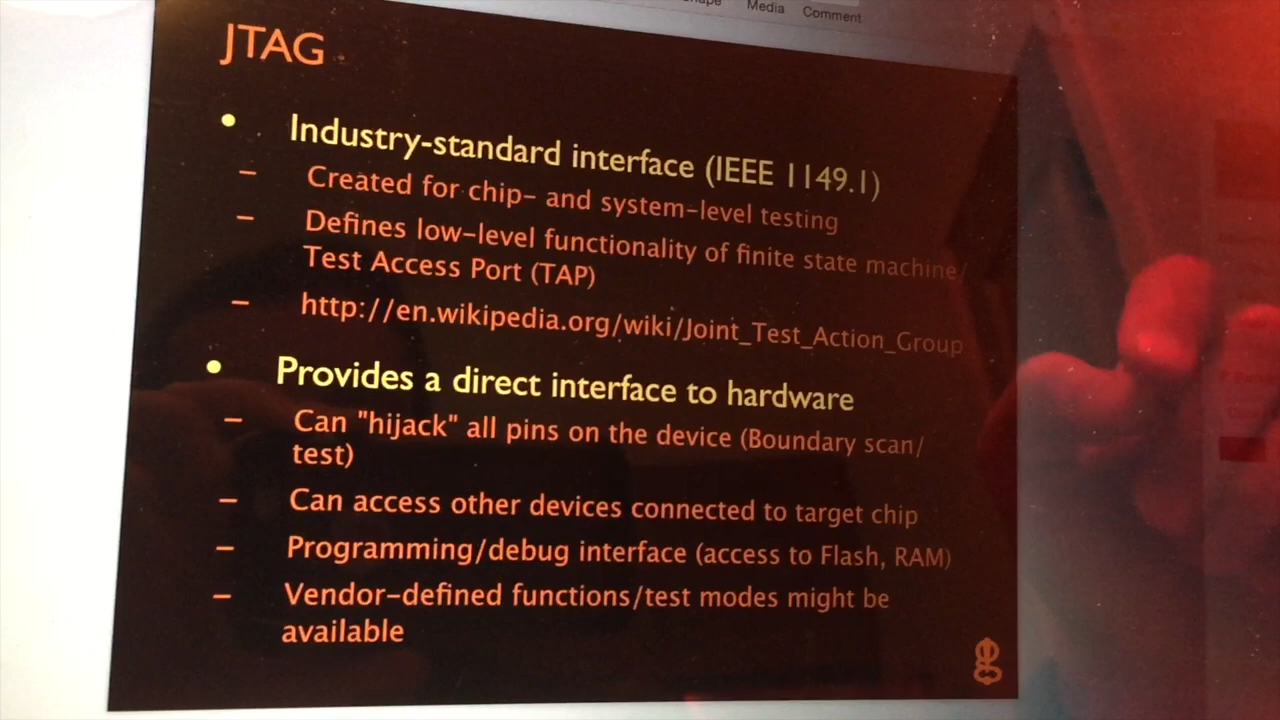 Media Comment
JTAG
• Industry-standard interface (IEEE 1149.1)
– Created for chip- and system-level testing
– Defines low-level functionality of finite state machine/
Test Access Port (TAP)
– http://en.wikipedia.org/wiki/Joint_Test_Action_Group
• Provides a direct interface to hardware
– Can "hijack" all pins on the device (Boundary scan/
test)
– Can access other devices connected to target chip
– Programming/debug interface (access to Flash, RAM)
– Vendor-defined functions/test modes might be
available